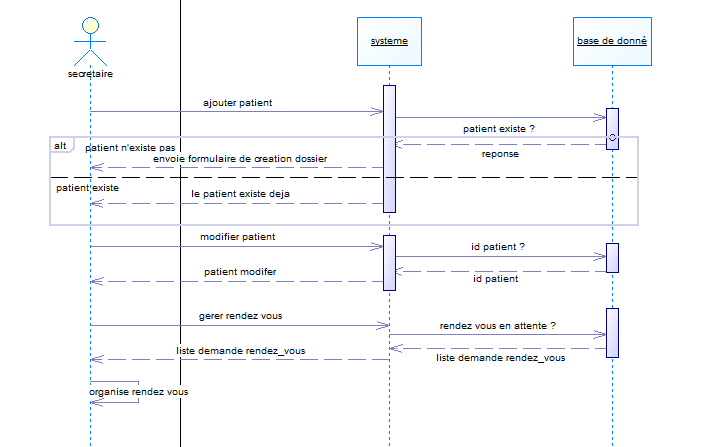 systeme
base de donné
secretaire
ajouter patient
patient existe ?
alt
patient n'existe pas
reponse
envoie formulaire de creation dossier
patient existe
le patient existe deja
modifier patient
id patient ?
patient modifer
id patient
gerer rendez vous
rendez vous en attente ?
liste demande rendez_vous
liste demande rendez_vous
organise rendez vous